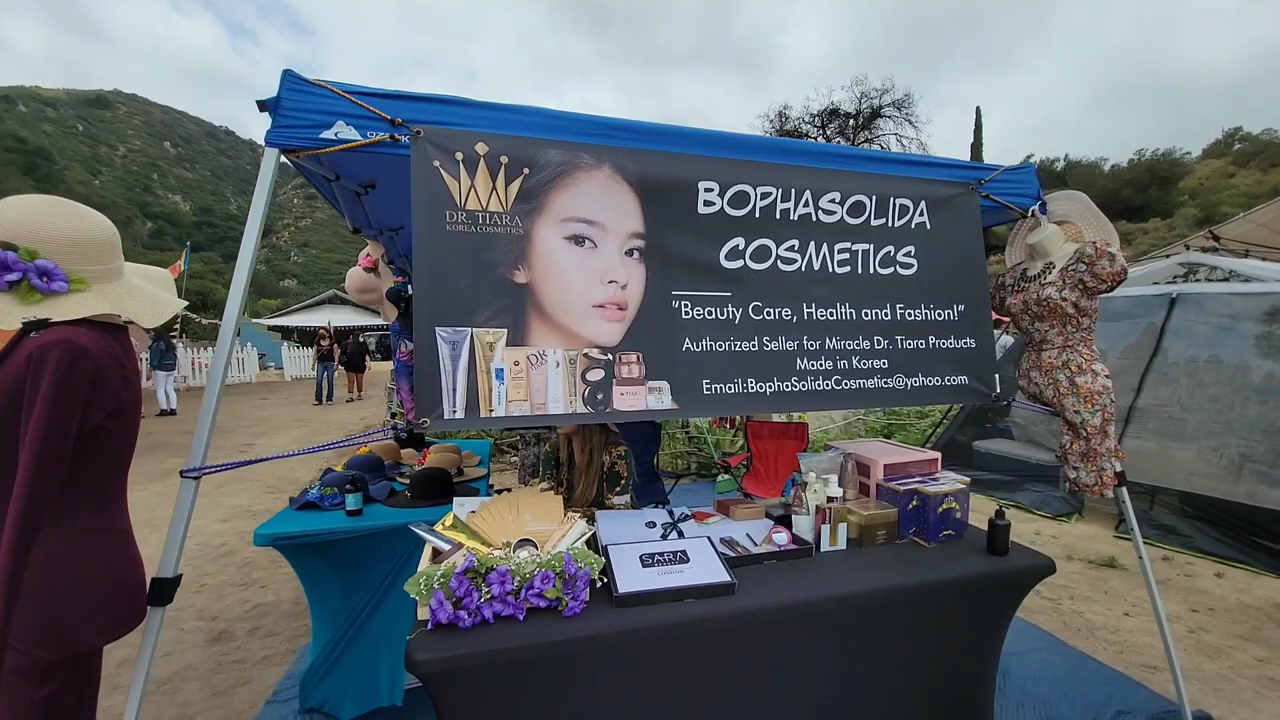 DR. TIARA
KOREA COSMETICS
BOPHASOLIDA
COSMETICS
"Beauty Care, Health and Fashion!"
Authorized Seller for Miracle Dr. Tiara Products
Made in Korea
Email:BophaSolidaCosmetics@yahoo.com
SARA
LONDON